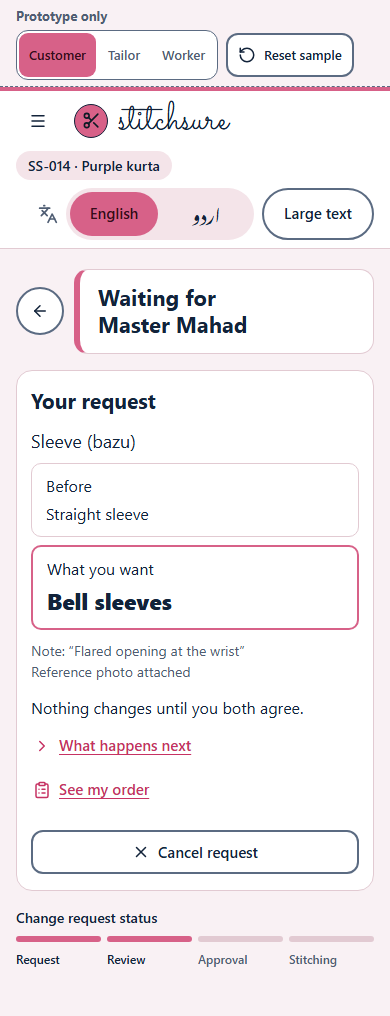 Prototype only
Customer
Tailor
Worker
Reset sample
stitchsure
SS-014 · Purple kurta
English
اردو
Large text
Waiting for
Master Mahad
Your request
Sleeve (bazu)
Before
Straight sleeve
What you want
Bell sleeves
Note: “Flared opening at the wrist”
Reference photo attached
Nothing changes until you both agree.
What happens next
See my order
Cancel request
Change request status
Request
Review
Approval
Stitching